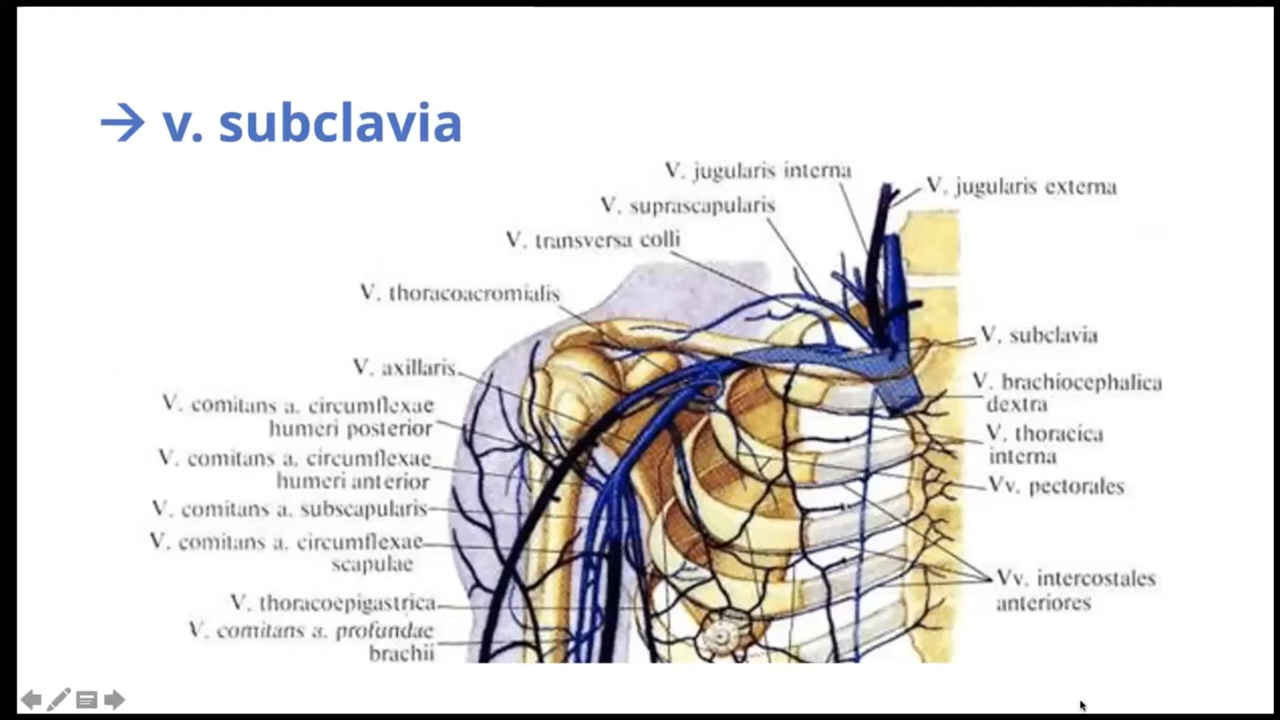 → v. subclavia
V. jugularis interna
V. jugularis externa
V. suprascapularis
V. transversa colli
V. thoracoacromialis
V. subclavia
V. axillaris
V. brachiocephalica
dextra
V. comitans a. circumflexae
humeri posterior
V. thoracica
interna
V. comitans a. circumflexae
humeri anterior
Vv. pectorales
V. comitans a. subscapularis
V. comitans a. circumflexae
scapulae
Vv. intercostales
anteriores
V. thoracoepigastrica
V. comitans a. profundae
brachii